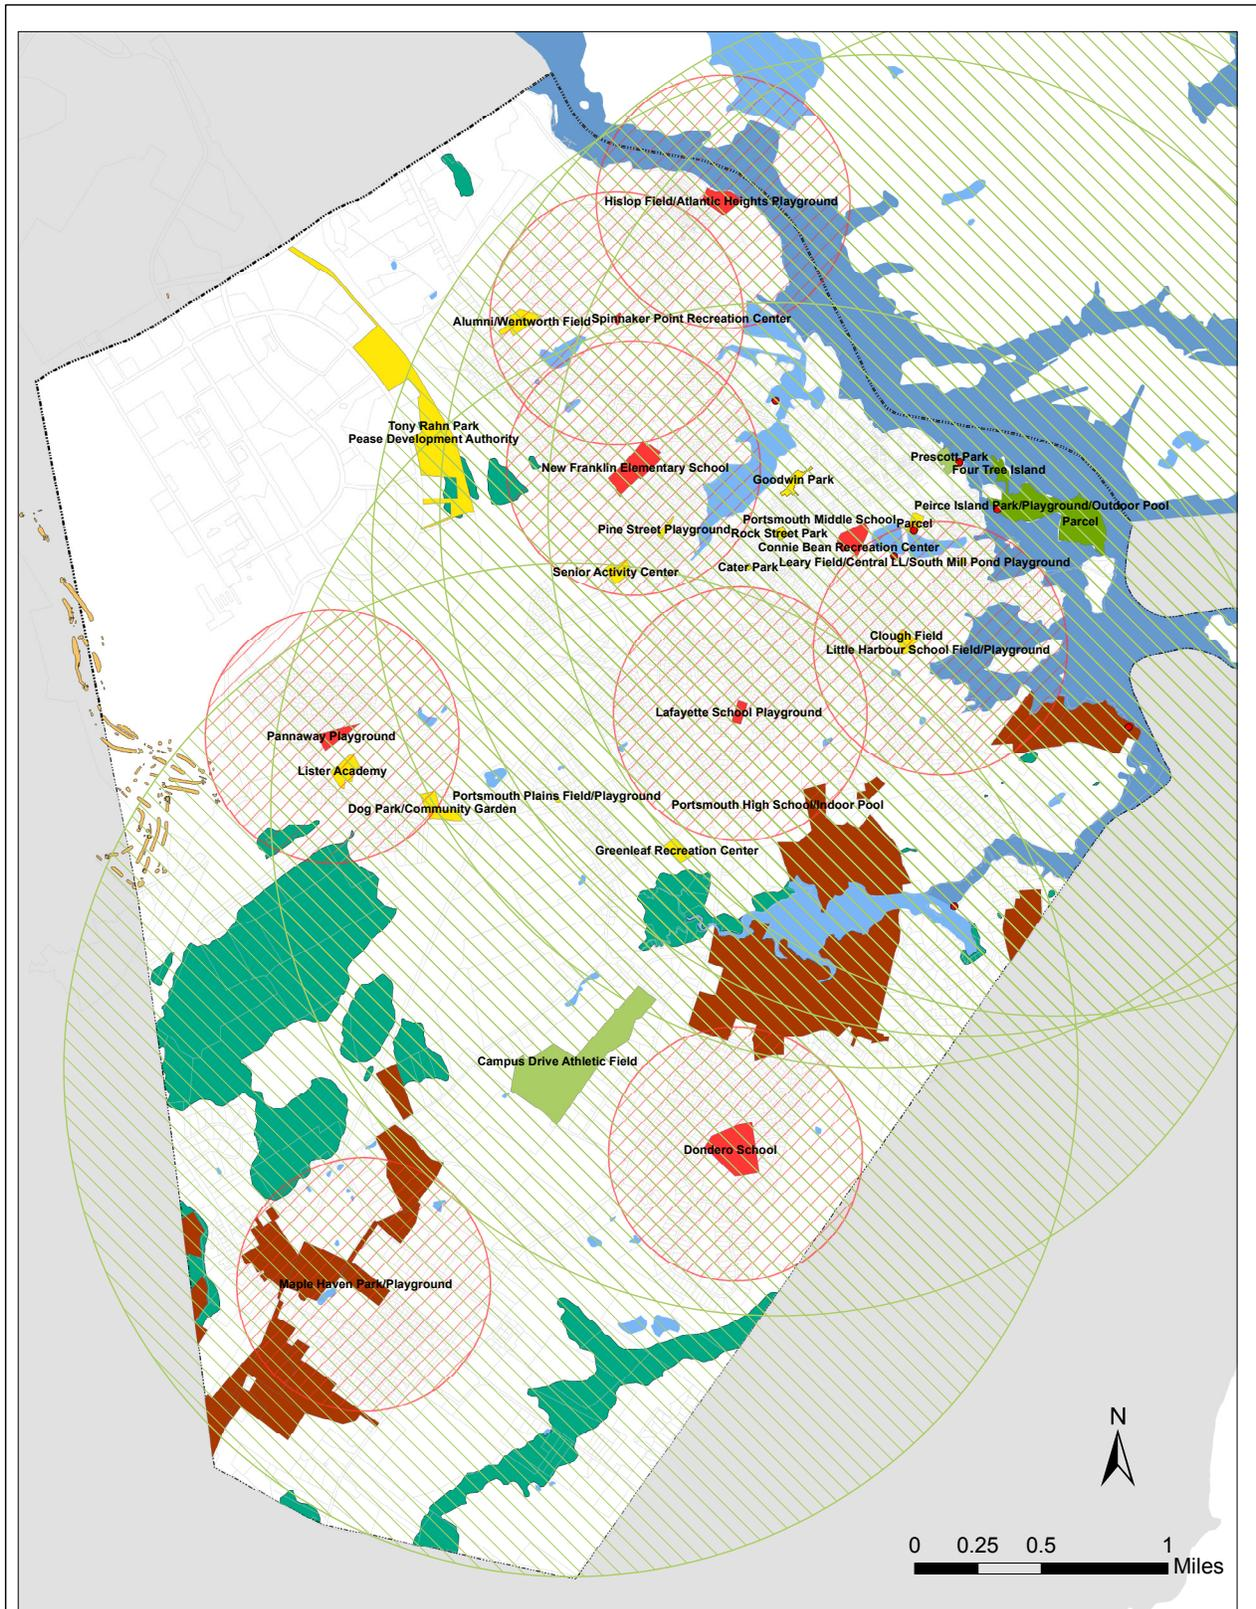 Hislop Field/Atlantic Heights Playground
Alumni/Wentworth Field
Spinnaker Point Recreation Center
Tony Rahn Park
Pease Development Authority
Prescott Park
New Franklin Elementary School
Four Tree Island
Goodwin Park
Peirce Island Park/Playground/Outdoor Pool
Portsmouth Middle School
Parcel
Parcel
Pine Street Playground
Rock Street Park
Connie Bean Recreation Center
Leary Field/Central LL/South Mill Pond Playground
Cater Park
Senior Activity Center
Clough Field
Little Harbour School Field/Playground
Lafayette School Playground
Pannaway Playground
Lister Academy
Portsmouth Plains Field/Playground
Dog Park/Community Garden
Portsmouth High School/Indoor Pool
Greenleaf Recreation Center
Campus Drive Athletic Field
Dondero School
Maple Haven Park/Playground
N
0 0.25 0.5 1
Miles